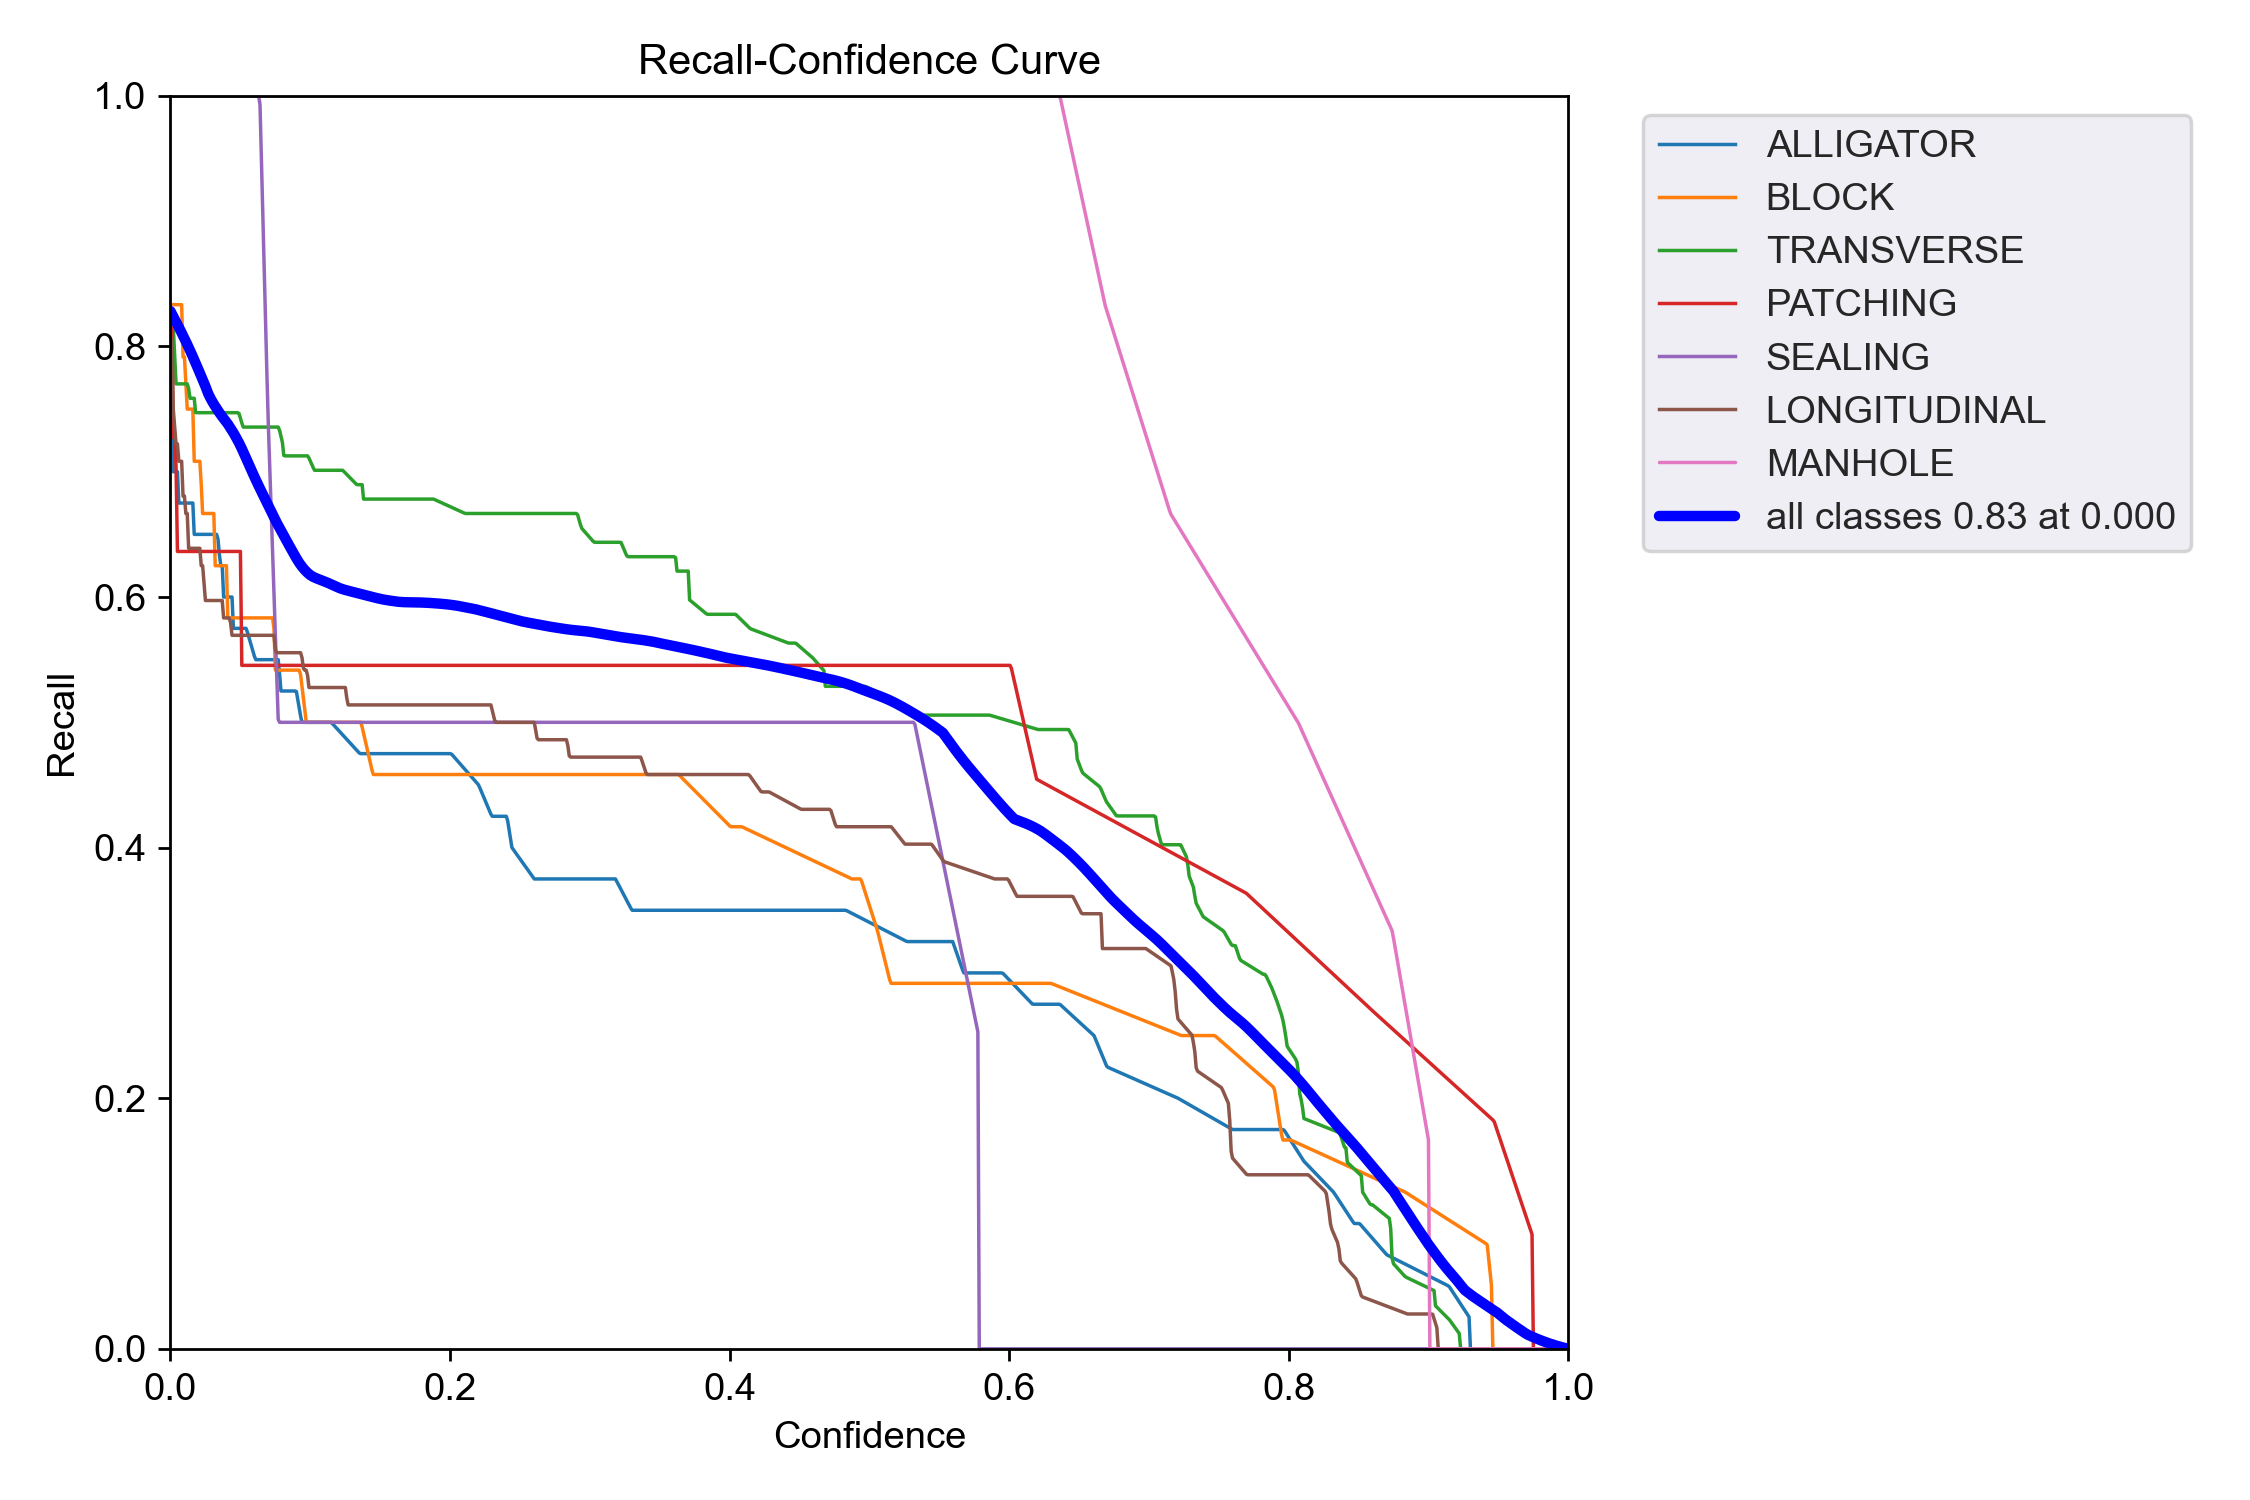 Recall-Confidence Curve
1.0
0.8
0.6
0.4
0.2
0.0
Recall
0.0 0.2 0.4 0.6 0.8 1.0
Confidence
ALLIGATOR
BLOCK
TRANSVERSE
PATCHING
SEALING
LONGITUDINAL
MANHOLE
all classes 0.83 at 0.000